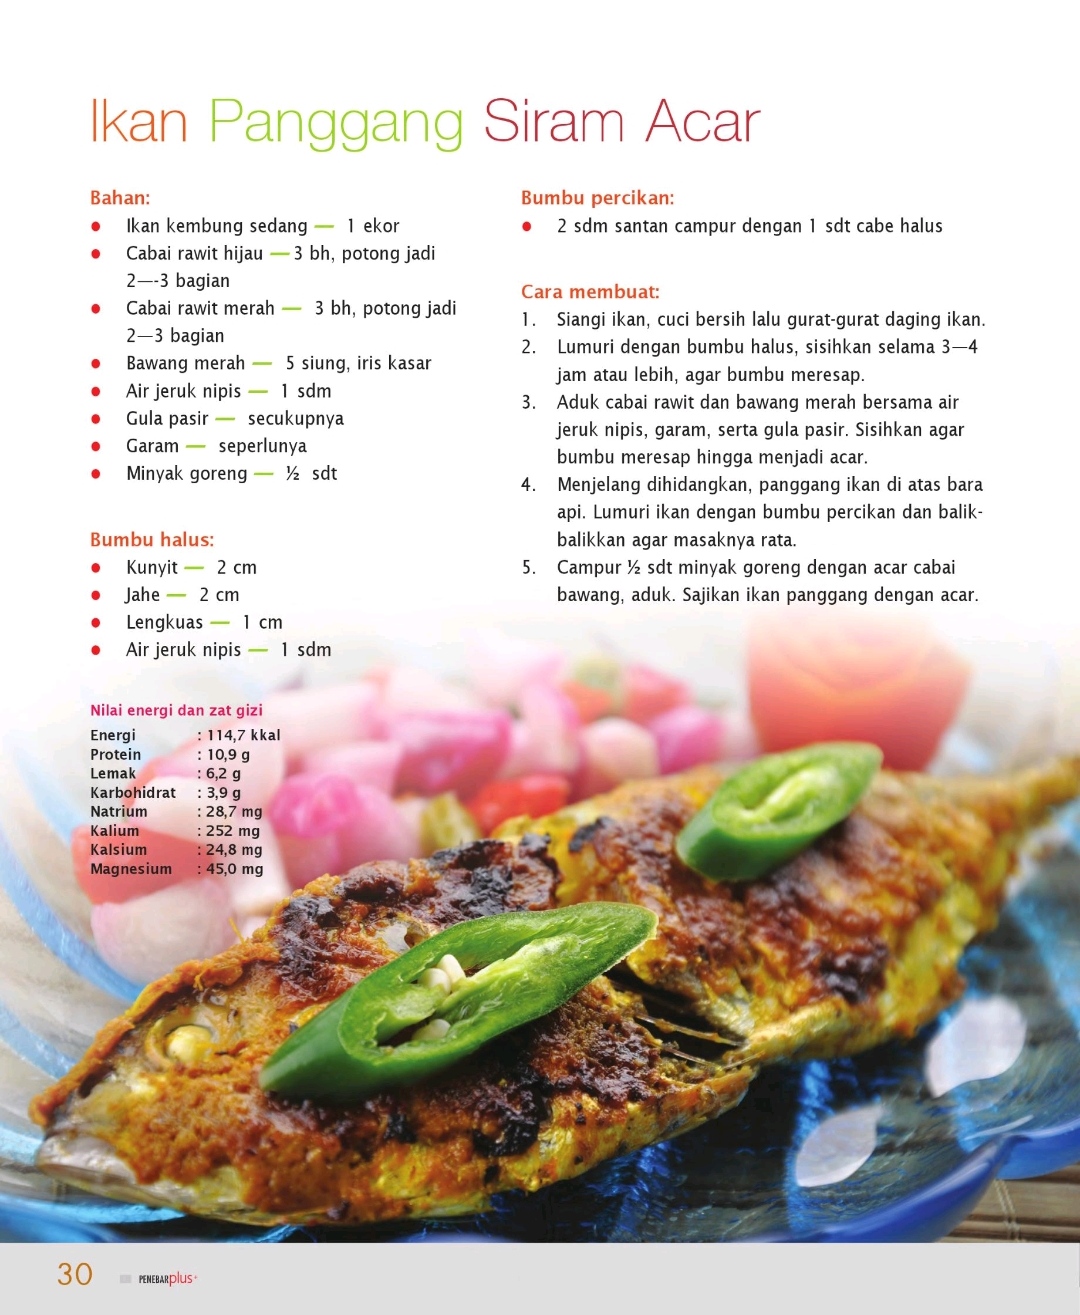 Ikan Panggang Siram Acar
Bahan:
• Ikan kembung sedang — 1 ekor
• Cabai rawit hijau —3 bh, potong jadi
2—-3 bagian
• Cabai rawit merah — 3 bh, potong jadi
2—3 bagian
• Bawang merah — 5 siung, iris kasar
• Air jeruk nipis — 1 sdm
• Gula pasir — secukupnya
• Garam — seperlunya
• Minyak goreng — ½ sdt
Bumbu halus:
• Kunyit — 2 cm
• Jahe — 2 cm
• Lengkuas — 1 cm
• Air jeruk nipis — 1 sdm
Nilai energi dan zat gizi
Energi : 114,7 kkal
Protein : 10,9 g
Lemak : 6,2 g
Karbohidrat : 3,9 g
Natrium : 28,7 mg
Kalium : 252 mg
Kalsium : 24,8 mg
Magnesium : 45,0 mg
Bumbu percikan:
• 2 sdm santan campur dengan 1 sdt cabe halus
Cara membuat:
1. Siangi ikan, cuci bersih lalu gurat-gurat daging ikan.
2. Lumuri dengan bumbu halus, sisihkan selama 3—4
jam atau lebih, agar bumbu meresap.
3. Aduk cabai rawit dan bawang merah bersama air
jeruk nipis, garam, serta gula pasir. Sisihkan agar
bumbu meresap hingga menjadi acar.
4. Menjelang dihidangkan, panggang ikan di atas bara
api. Lumuri ikan dengan bumbu percikan dan balik-
balikkan agar masaknya rata.
5. Campur ½ sdt minyak goreng dengan acar cabai
bawang, aduk. Sajikan ikan panggang dengan acar.
30 PENEBARplus+